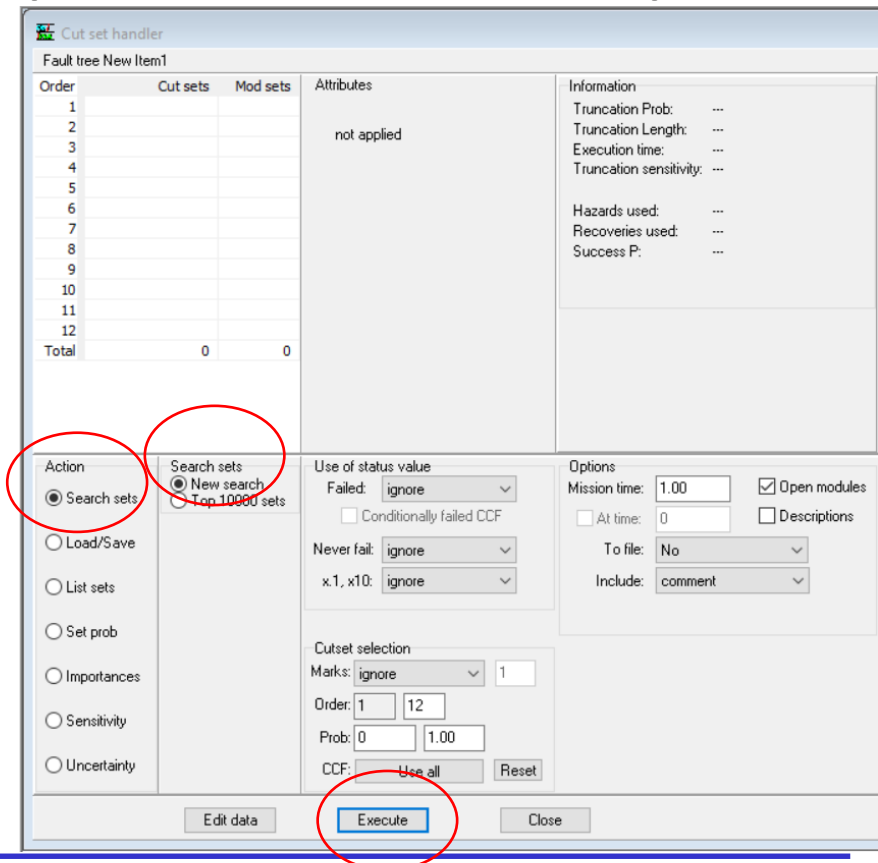 Cut set handler
Fault tree New Item1
Order Cut sets Mod sets
1
2
3
4
5
6
7
8
9
10
11
12
Total 0 0
Attributes
not applied
Information
Truncation Prob: ---
Truncation Length: ---
Execution time: ---
Truncation sensitivity: ---
Hazards used: ---
Recoveries used: ---
Success P: ---
Action
Search sets
Load/Save
List sets
Set prob
Importances
Sensitivity
Uncertainty
Search sets
New search
Top 10000 sets
Use of status value
Failed: ignore
Conditionally failed CCF
Never fail: ignore
x.1, x10: ignore
Cutset selection
Marks: ignore 1
Order: 1 12
Prob: 0 1.00
CCF: Use all Reset
Options
Mission time: 1.00 Open modules
At time: 0 Descriptions
To file: No
Include: comment
Edit data Execute Close